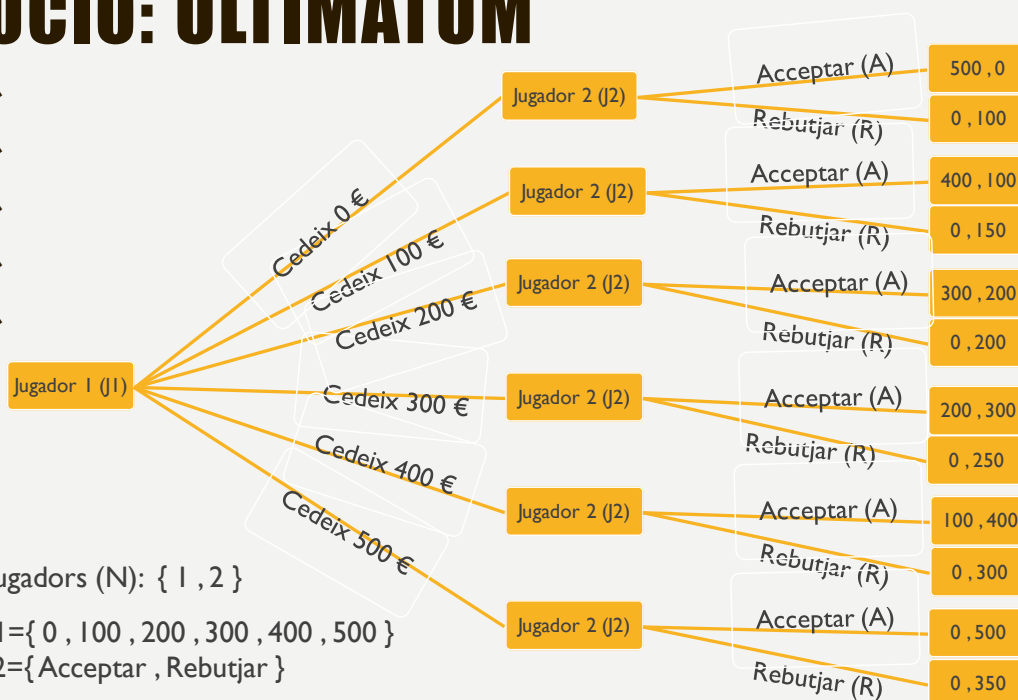 OCIO: ULTIMATUM
Jugador 1 (J1)
Cedeix 0 €
Cedeix 100 €
Cedeix 200 €
Cedeix 300 €
Cedeix 400 €
Cedeix 500 €
Jugador 2 (J2)
Acceptar (A)
500 , 0
Rebutjar (R)
0 , 100
Jugador 2 (J2)
Acceptar (A)
400 , 100
Rebutjar (R)
0 , 150
Jugador 2 (J2)
Acceptar (A)
300 , 200
Rebutjar (R)
0 , 200
Jugador 2 (J2)
Acceptar (A)
200 , 300
Rebutjar (R)
0 , 250
Jugador 2 (J2)
Acceptar (A)
100 , 400
Rebutjar (R)
0 , 300
Jugador 2 (J2)
Acceptar (A)
0 , 500
Rebutjar (R)
0 , 350
ugadors (N): { 1 , 2 }
1={ 0 , 100 , 200 , 300 , 400 , 500 }
2={ Acceptar , Rebutjar }